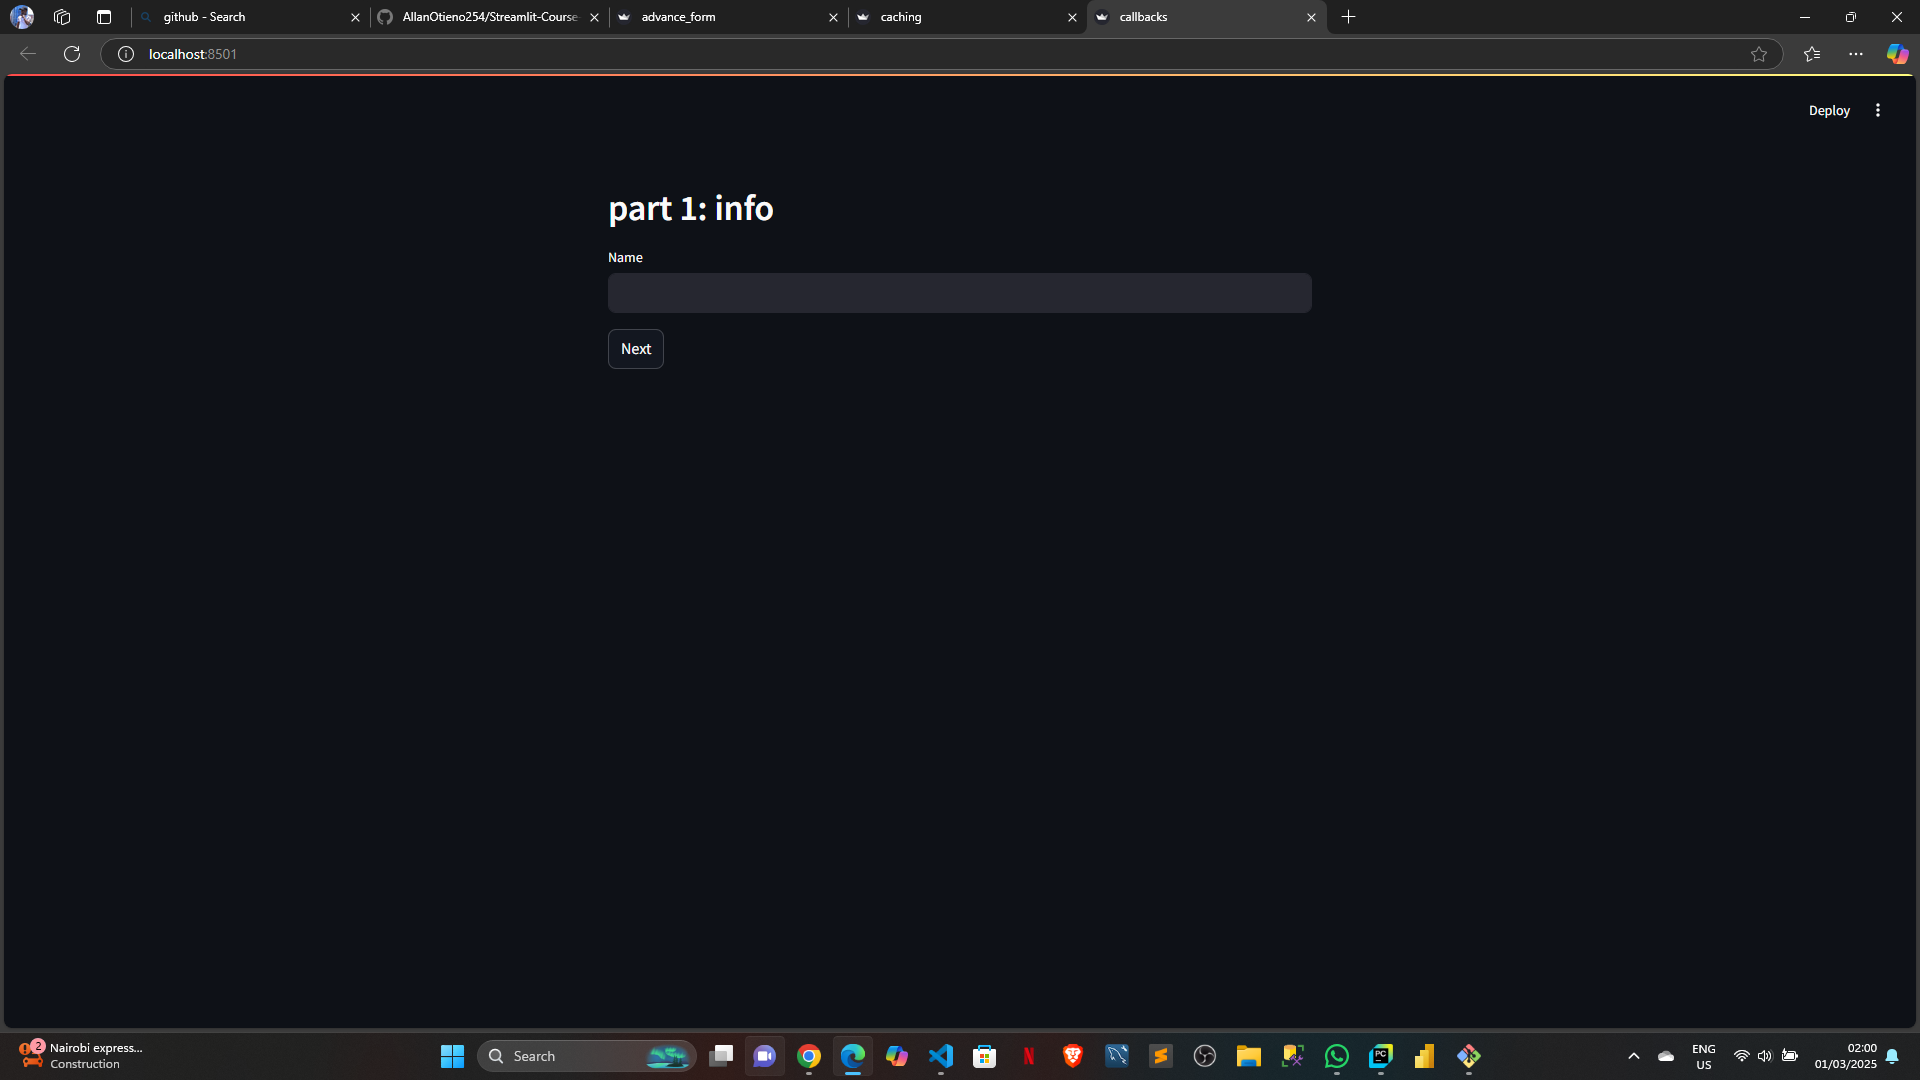 github - Search
AllanOtieno254/Streamlit-Course-
advance_form
caching
callbacks
localhost:8501
Deploy
part 1: info
Name
Next
2
Nairobi express...
Construction
Search
PC
ENG
US
02:00
01/03/2025